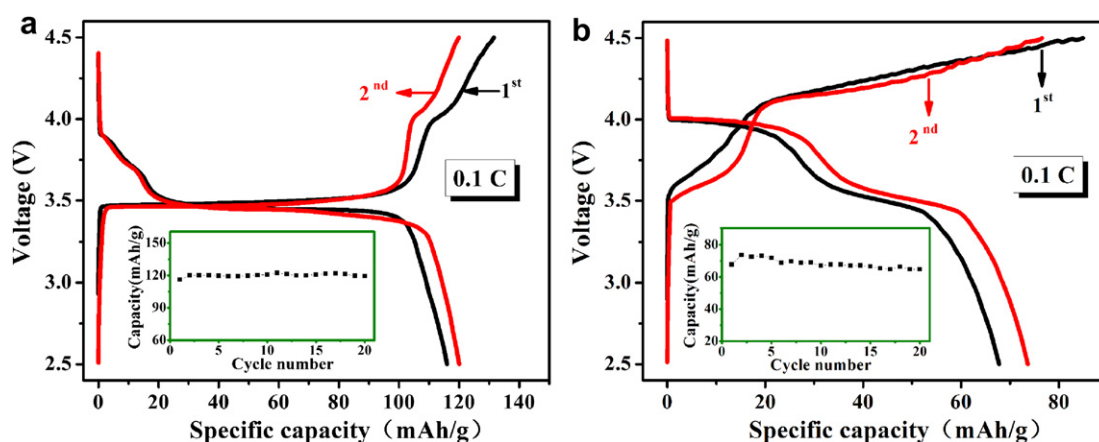 a
4.5
4.0
3.5
3.0
2.5
Voltage (V)
2nd
1st
0.1 C
150
120
90
60
Capacity(mAh/g)
0 5 10 15 20
Cycle number
0 20 40 60 80 100 120 140
Specific capacity（mAh/g）
b
4.5
4.0
3.5
3.0
2.5
Voltage (V)
1st
2nd
0.1 C
80
60
40
20
Capacity(mAh/g)
0 5 10 15 20
Cycle number
0 20 40 60 80
Specific capacity（mAh/g）